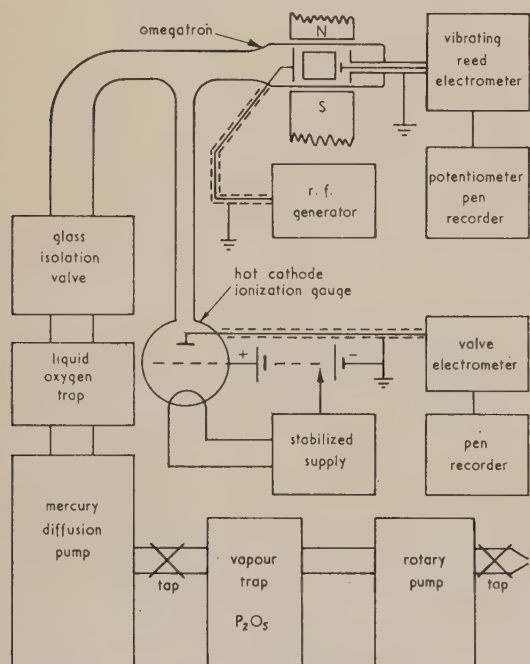 omegatron
N
S
vibrating
reed
electrometer
r. f.
generator
potentiometer
pen
recorder
glass
isolation
valve
hot cathode
ionization gauge
liquid
oxygen
trap
+
-
valve
electrometer
stabilized
supply
pen
recorder
mercury
diffusion
pump
tap
vapour
trap
P₂O₅
rotary
pump
tap